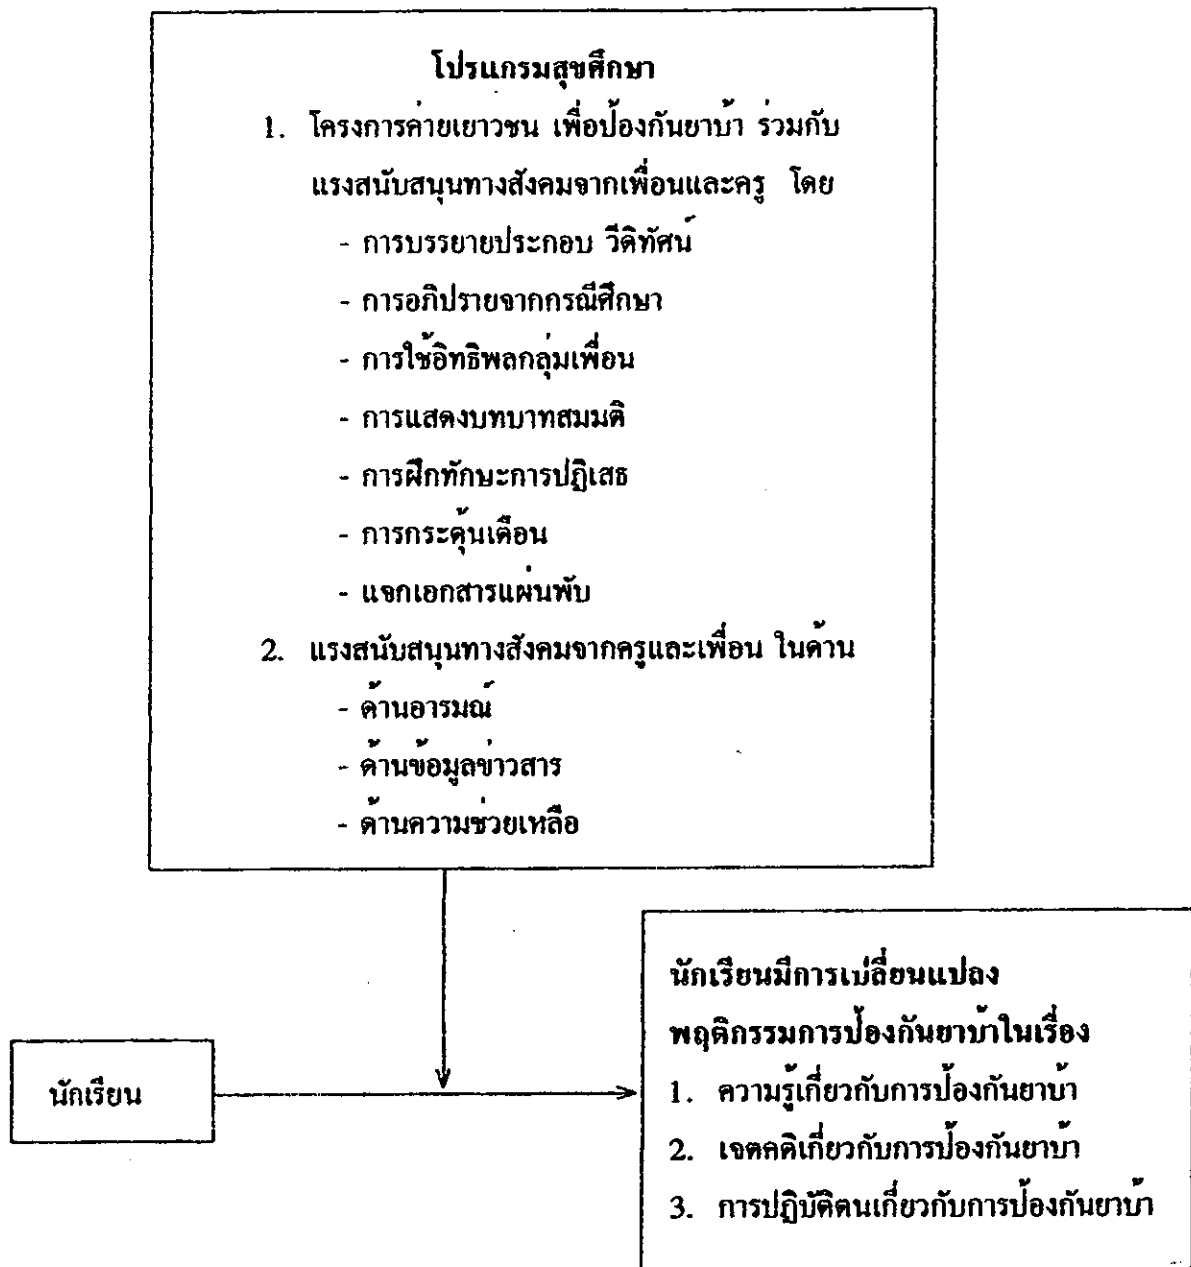 โปรแกรมสุขศึกษา
1. โครงการค่ายเยาวชน เพื่อป้องกันยาบ้า ร่วมกับ
แรงสนับสนุนทางสังคมจากเพื่อนและครู โดย
- การบรรยายประกอบ วีดิทัศน์
- การอภิปรายจากกรณีศึกษา
- การใช้อิทธิพลกลุ่มเพื่อน
- การแสดงบทบาทสมมติ
- การฝึกทักษะการปฏิเสธ
- การกระตุ้นเตือน
- แจกเอกสารแผ่นพับ
2. แรงสนับสนุนทางสังคมจากครูและเพื่อน ในด้าน
- ด้านอารมณ์
- ด้านข้อมูลข่าวสาร
- ด้านความช่วยเหลือ
นักเรียน
นักเรียนมีการเปลี่ยนแปลง
พฤติกรรมการป้องกันยาบ้าในเรื่อง
1. ความรู้เกี่ยวกับการป้องกันยาบ้า
2. เจตคติเกี่ยวกับการป้องกันยาบ้า
3. การปฏิบัติตนเกี่ยวกับการป้องกันยาบ้า